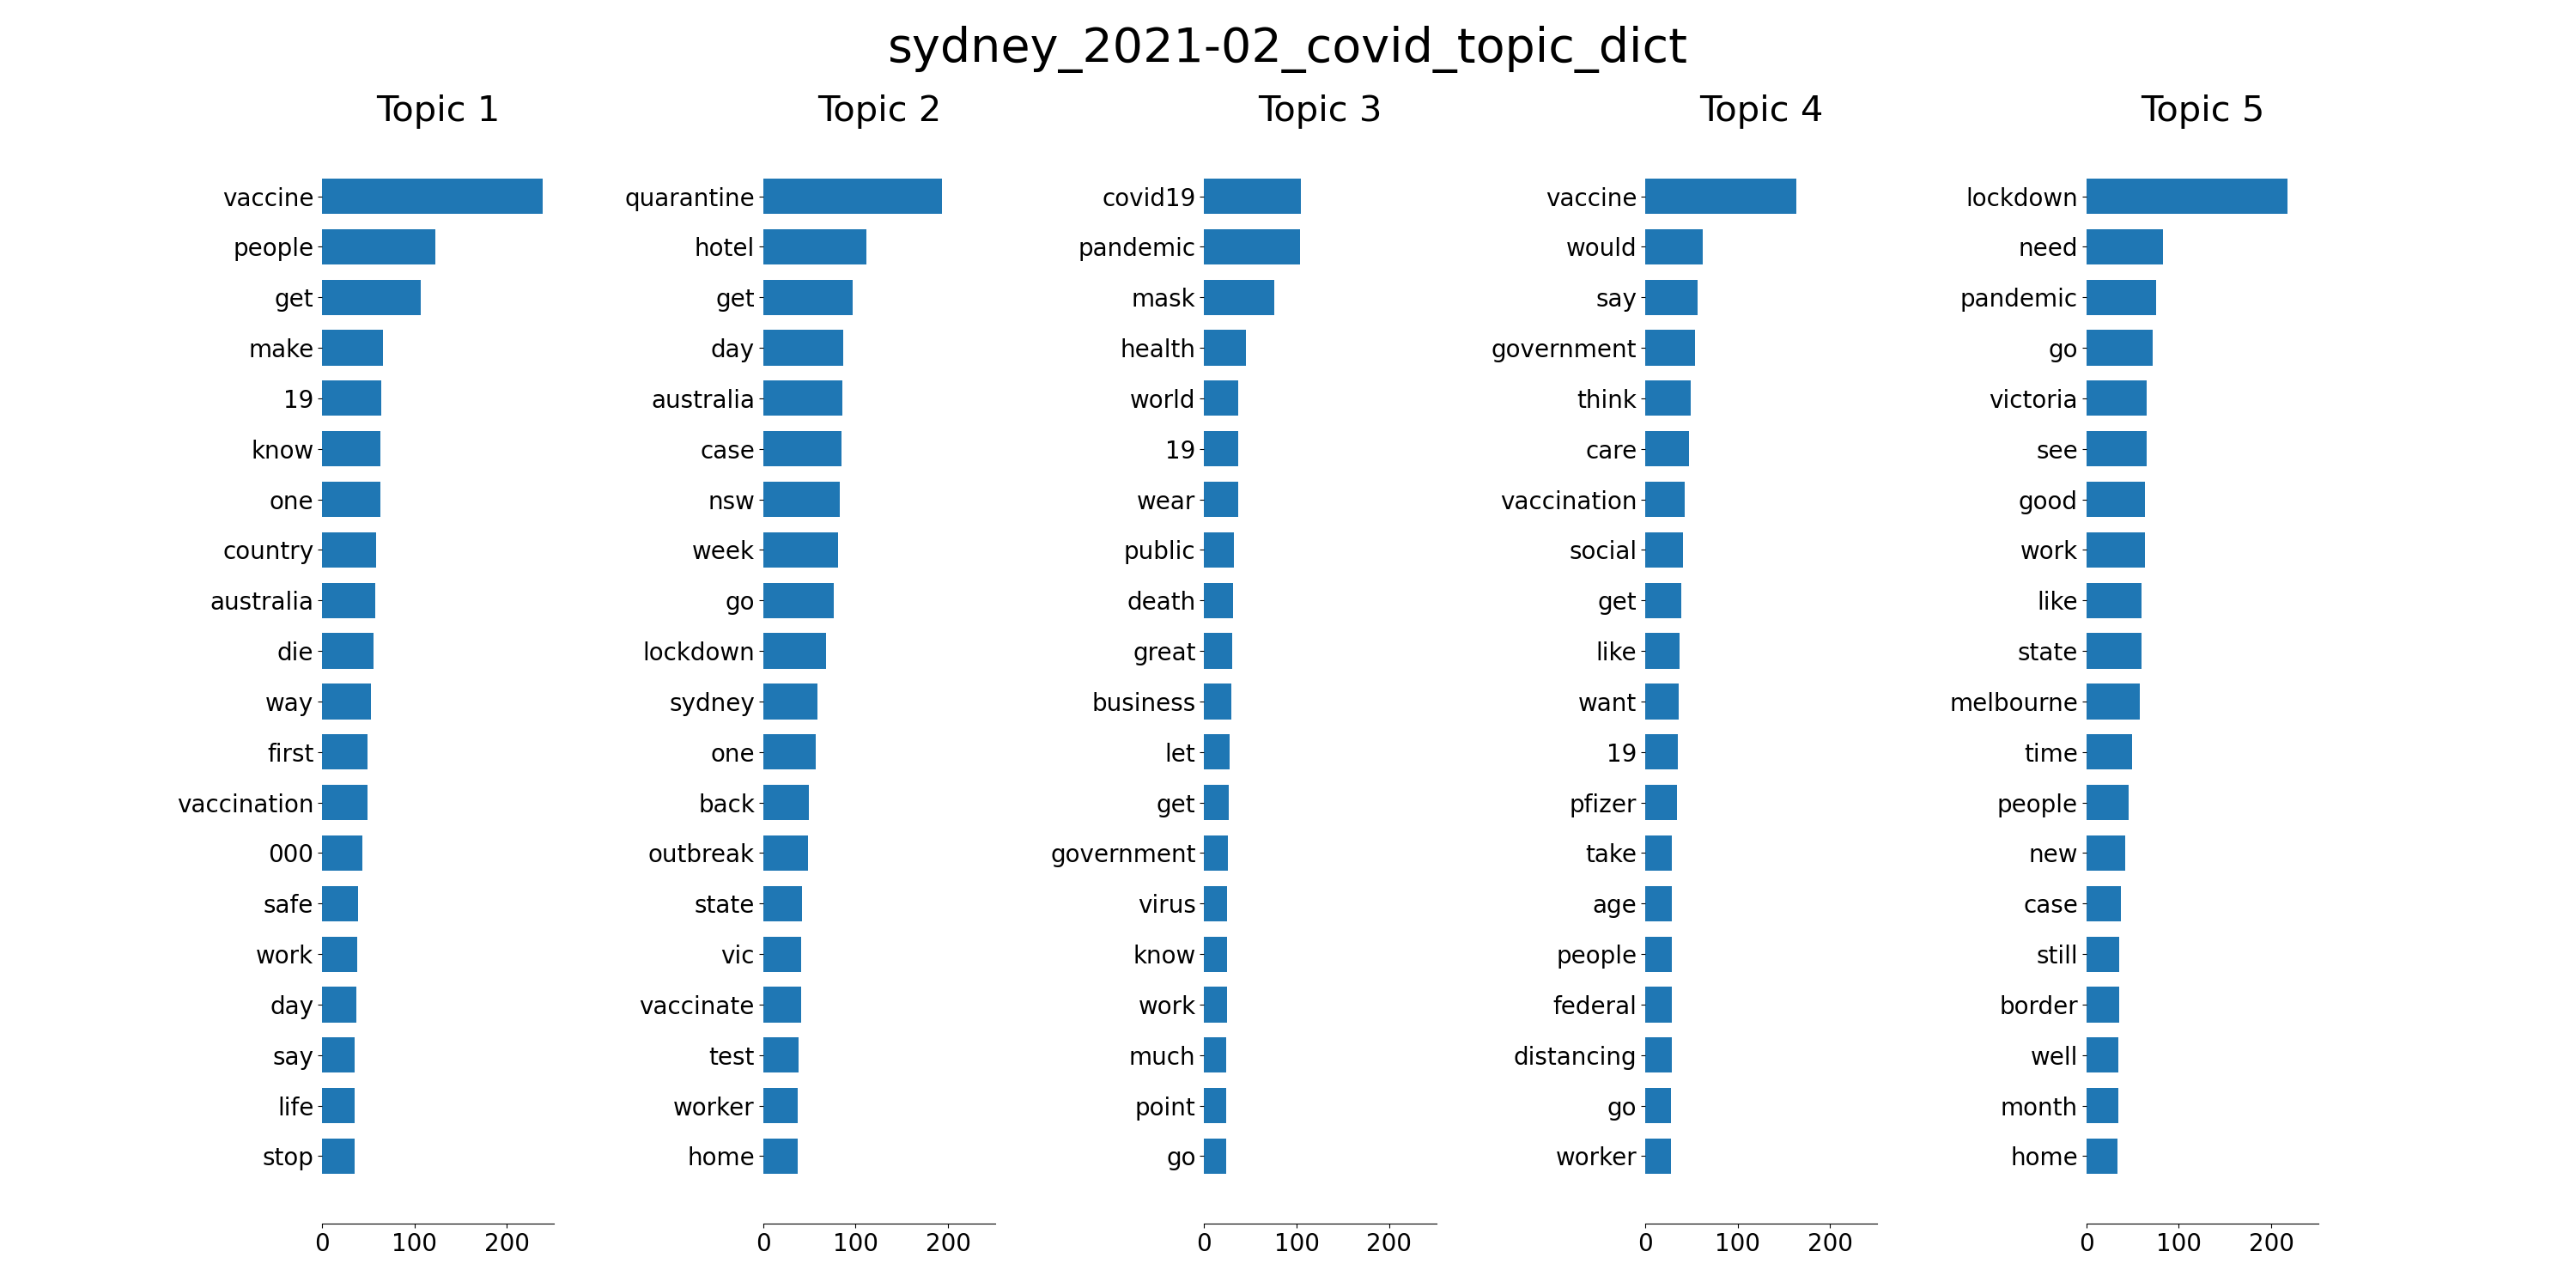 sydney_2021-02_covid_topic_dict
Topic 1
vaccine
people
get
make
19
know
one
country
australia
die
way
first
vaccination
000
safe
work
day
say
life
stop
0 100 200
Topic 2
quarantine
hotel
get
day
australia
case
nsw
week
go
lockdown
sydney
one
back
outbreak
state
vic
vaccinate
test
worker
home
0 100 200
Topic 3
covid19
pandemic
mask
health
world
19
wear
public
death
great
business
let
get
government
virus
know
work
much
point
go
0 100 200
Topic 4
vaccine
would
say
government
think
care
vaccination
social
get
like
want
19
pfizer
take
age
people
federal
distancing
go
worker
0 100 200
Topic 5
lockdown
need
pandemic
go
victoria
see
good
work
like
state
melbourne
time
people
new
case
still
border
well
month
home
0 100 200